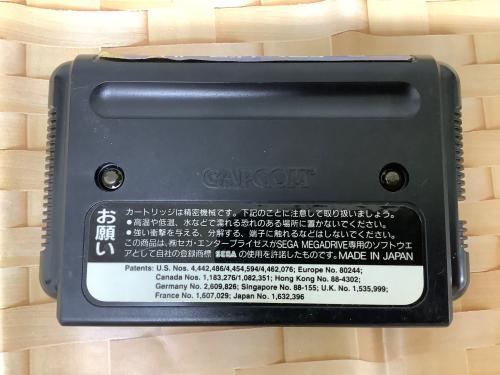 CAPCOM
お願い
カートリッジは精密機械です。下記のことに注意して取り扱いましょう。
●高温や低温、水などで濡れる恐れのある場所に置かないでください。
●強い衝撃を与える、分解する、端子に触れるなどはしないでください。
この商品は、㈱セガ・エンタープライゼスがSEGA MEGADRIVE専用のソフトウエ
アとして自社の登録商標 SEGA の使用を許諾したものです。MADE IN JAPAN
Patents: U.S. Nos. 4,442,486/4,454,594/4,462,076; Europe No. 80244;
Canada Nos. 1,183,276/1,082,351; Hong Kong No. 88-4302;
Germany No. 2,609,826; Singapore No. 88-155; U.K. No. 1,535,999;
France No. 1,607,029; Japan No. 1,632,396